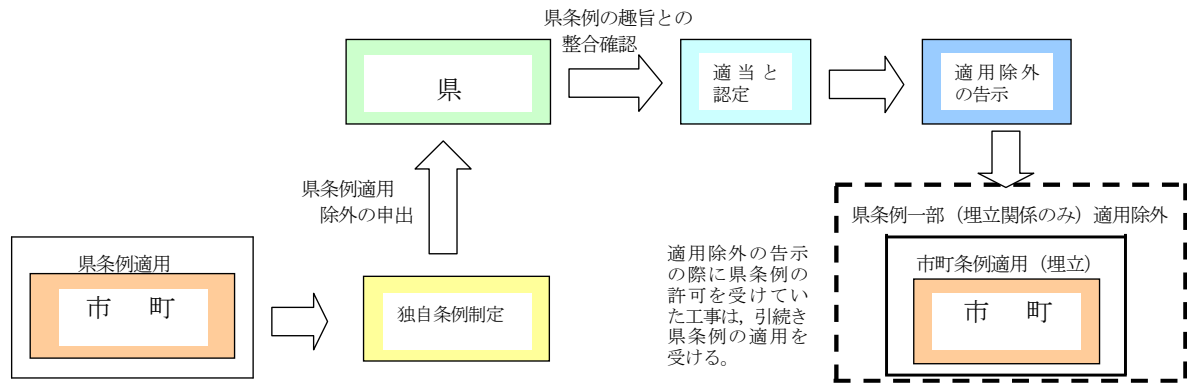 県条例の趣旨との
整合確認
県
適当と
認定
適用除外
の告示
県条例適用
除外の申出
県条例適用
市　町
独自条例制定
適用除外の告示
の際に県条例の
許可を受けてい
た工事は，引続き
県条例の適用を
受ける。
県条例一部（埋立関係のみ）適用除外
市町条例適用（埋立）
市　町